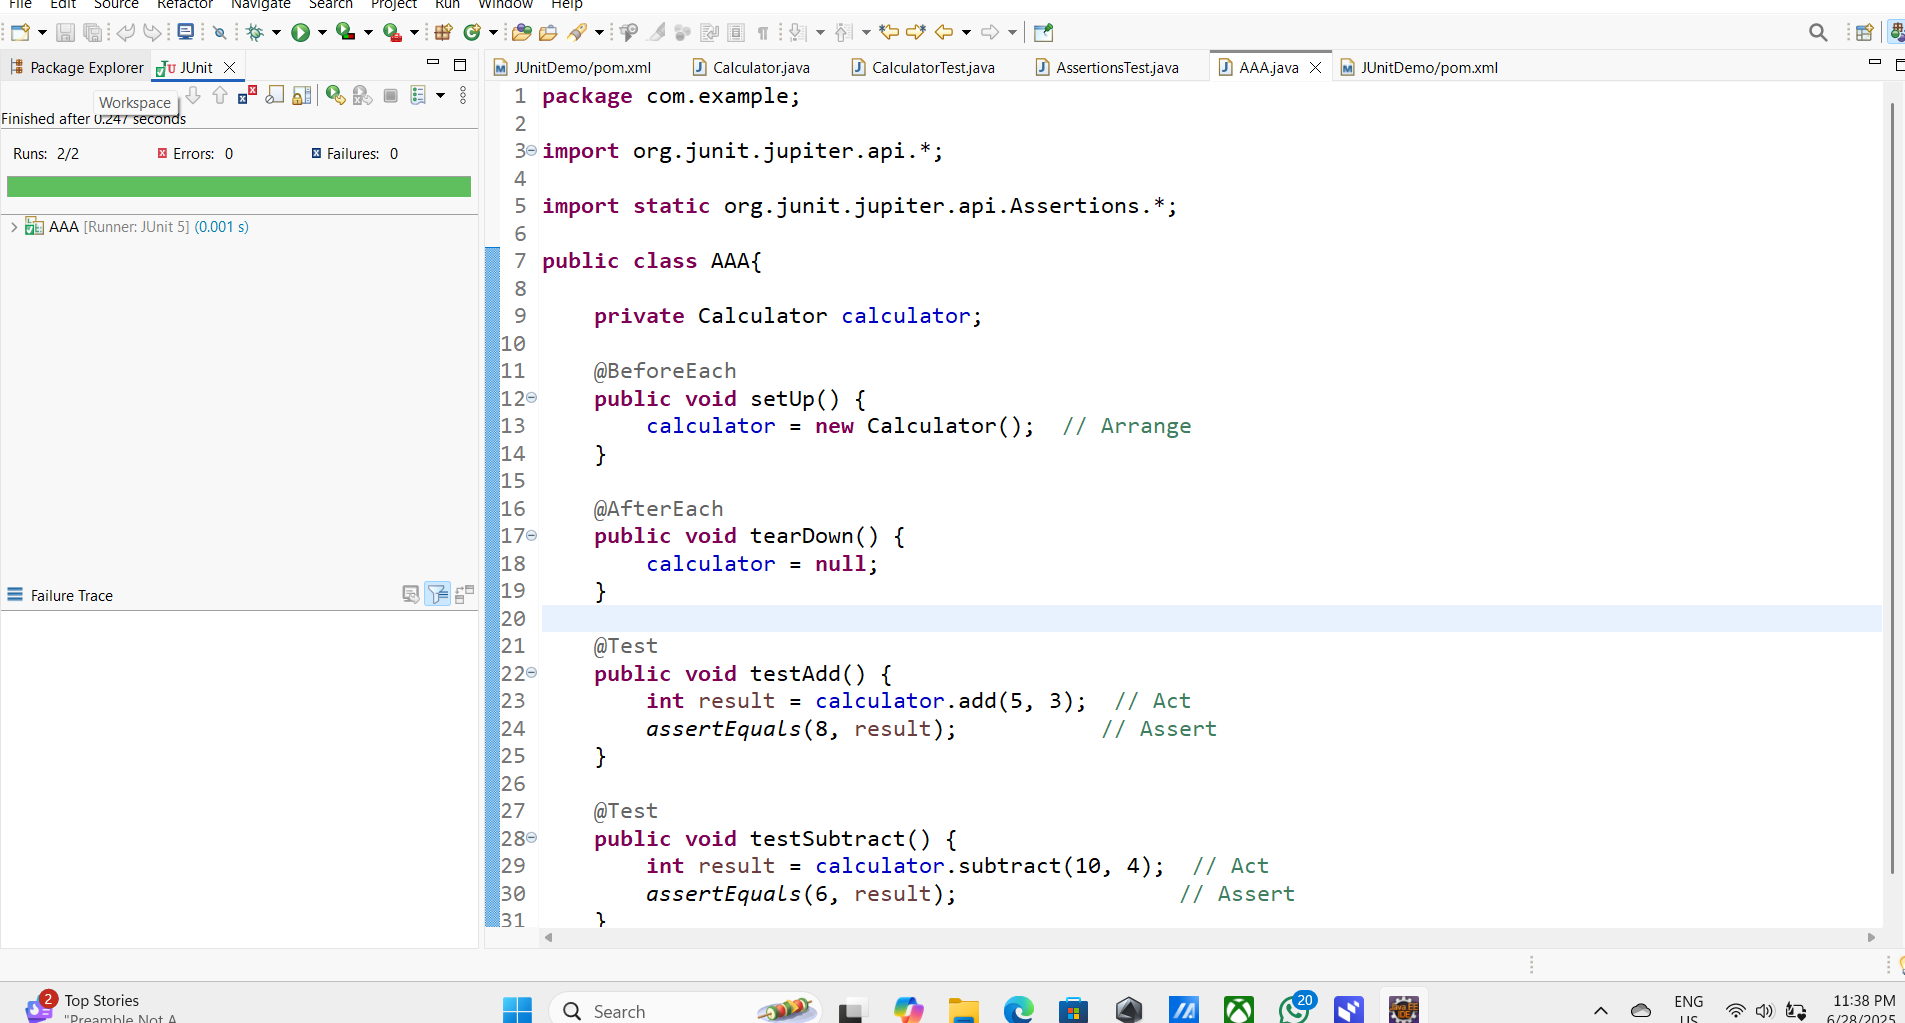 File Edit Source Refactor Navigate Search Project Run Window Help
Package Explorer JUnit
Workspace
Finished after 0.247 seconds
Runs: 2/2 Errors: 0 Failures: 0
AAA [Runner: JUnit 5] (0.001 s)
Failure Trace
JUnitDemo/pom.xml Calculator.java CalculatorTest.java AssertionsTest.java AAA.java JUnitDemo/pom.xml
1 package com.example;
2
3 import org.junit.jupiter.api.*;
4
5 import static org.junit.jupiter.api.Assertions.*;
6
7 public class AAA{
8
9     private Calculator calculator;
10
11     @BeforeEach
12     public void setUp() {
13         calculator = new Calculator();  // Arrange
14     }
15
16     @AfterEach
17     public void tearDown() {
18         calculator = null;
19     }
20
21     @Test
22     public void testAdd() {
23         int result = calculator.add(5, 3);  // Act
24         assertEquals(8, result);           // Assert
25     }
26
27     @Test
28     public void testSubtract() {
29         int result = calculator.subtract(10, 4);  // Act
30         assertEquals(6, result);                 // Assert
31     }
2 Top Stories
"Preamble Not A
Search
20
Java EE
IDE
ENG
US
11:38 PM
6/28/2025